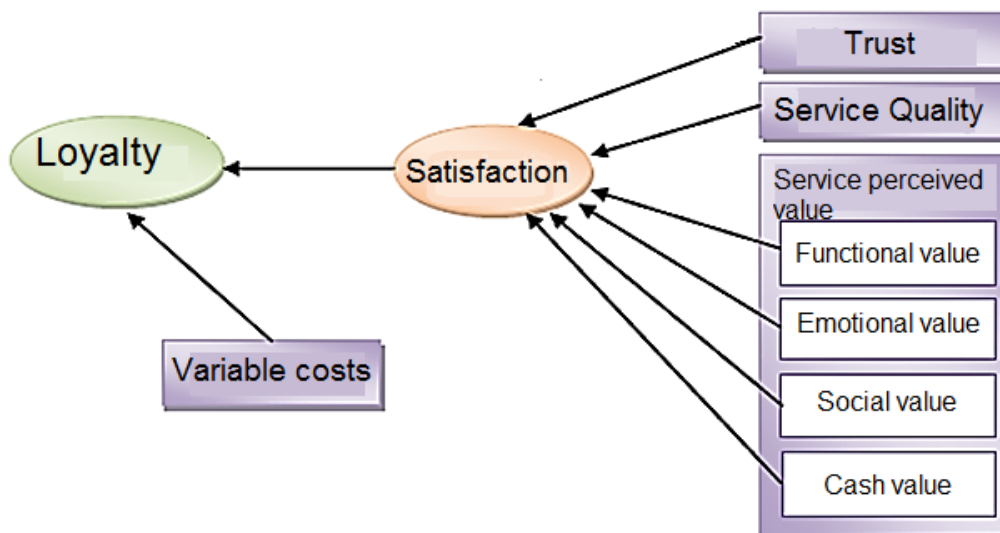 Trust
Service Quality
Loyalty
Satisfaction
Service perceived
value
Functional value
Emotional value
Variable costs
Social value
Cash value